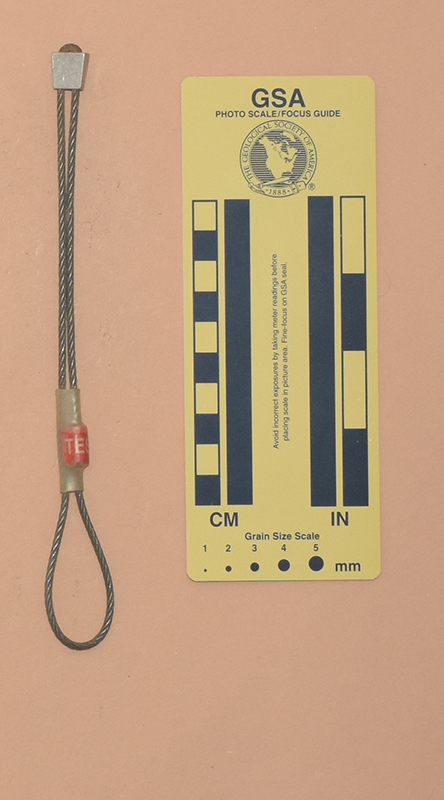 GSA
PHOTO SCALE/FOCUS GUIDE
THE GEOLOGICAL SOCIETY OF AMERICA
1888
®
Avoid incorrect exposures by taking meter readings before
placing scale in picture area. Fine-focus on GSA seal.
CM IN
Grain Size Scale
1 2 3 4 5
mm
TES